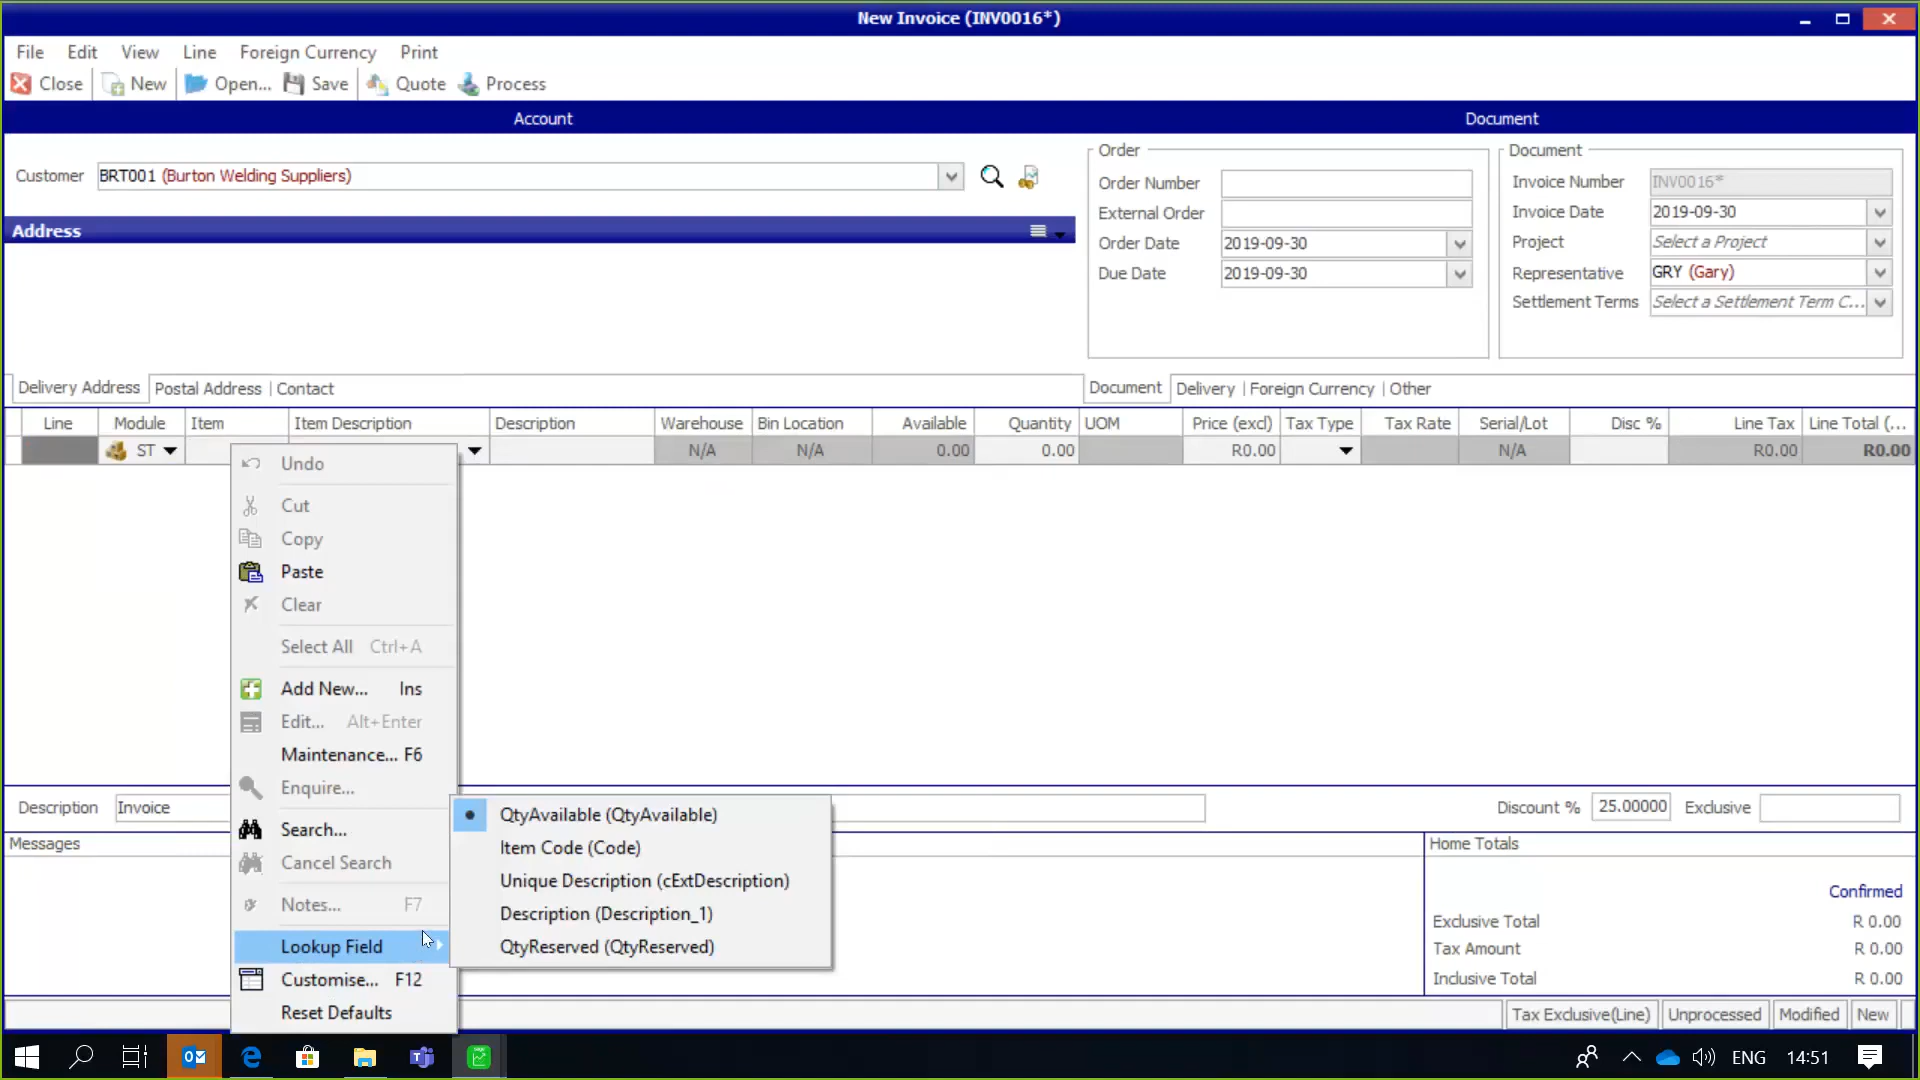 New Invoice (INV0016*)
File Edit View Line Foreign Currency Print
Close New Open... Save Quote Process
Account Document
Customer BRT001 (Burton Welding Suppliers)
Address
Order
Order Number
External Order
Order Date 2019-09-30
Due Date 2019-09-30
Document
Invoice Number INV0016*
Invoice Date 2019-09-30
Project Select a Project
Representative GRY (Gary)
Settlement Terms Select a Settlement Term C...
Delivery Address Postal Address Contact
Document Delivery Foreign Currency Other
Line Module Item Item Description Description Warehouse Bin Location Available Quantity UOM Price (excl) Tax Type Tax Rate Serial/Lot Disc % Line Tax Line Total (...
ST N/A N/A 0.00 0.00 R0.00 N/A R0.00 R0.00
Undo
Cut
Copy
Paste
Clear
Select All Ctrl+A
Add New... Ins
Edit... Alt+Enter
Maintenance... F6
Enquire...
Search...
Cancel Search
Notes... F7
Lookup Field
Customise... F12
Reset Defaults
QtyAvailable (QtyAvailable)
Item Code (Code)
Unique Description (cExtDescription)
Description (Description_1)
QtyReserved (QtyReserved)
Description Invoice
Discount % 25.00000 Exclusive
Messages
Home Totals
Confirmed
Exclusive Total R 0.00
Tax Amount R 0.00
Inclusive Total R 0.00
Tax Exclusive(Line) Unprocessed Modified New
ENG 14:51